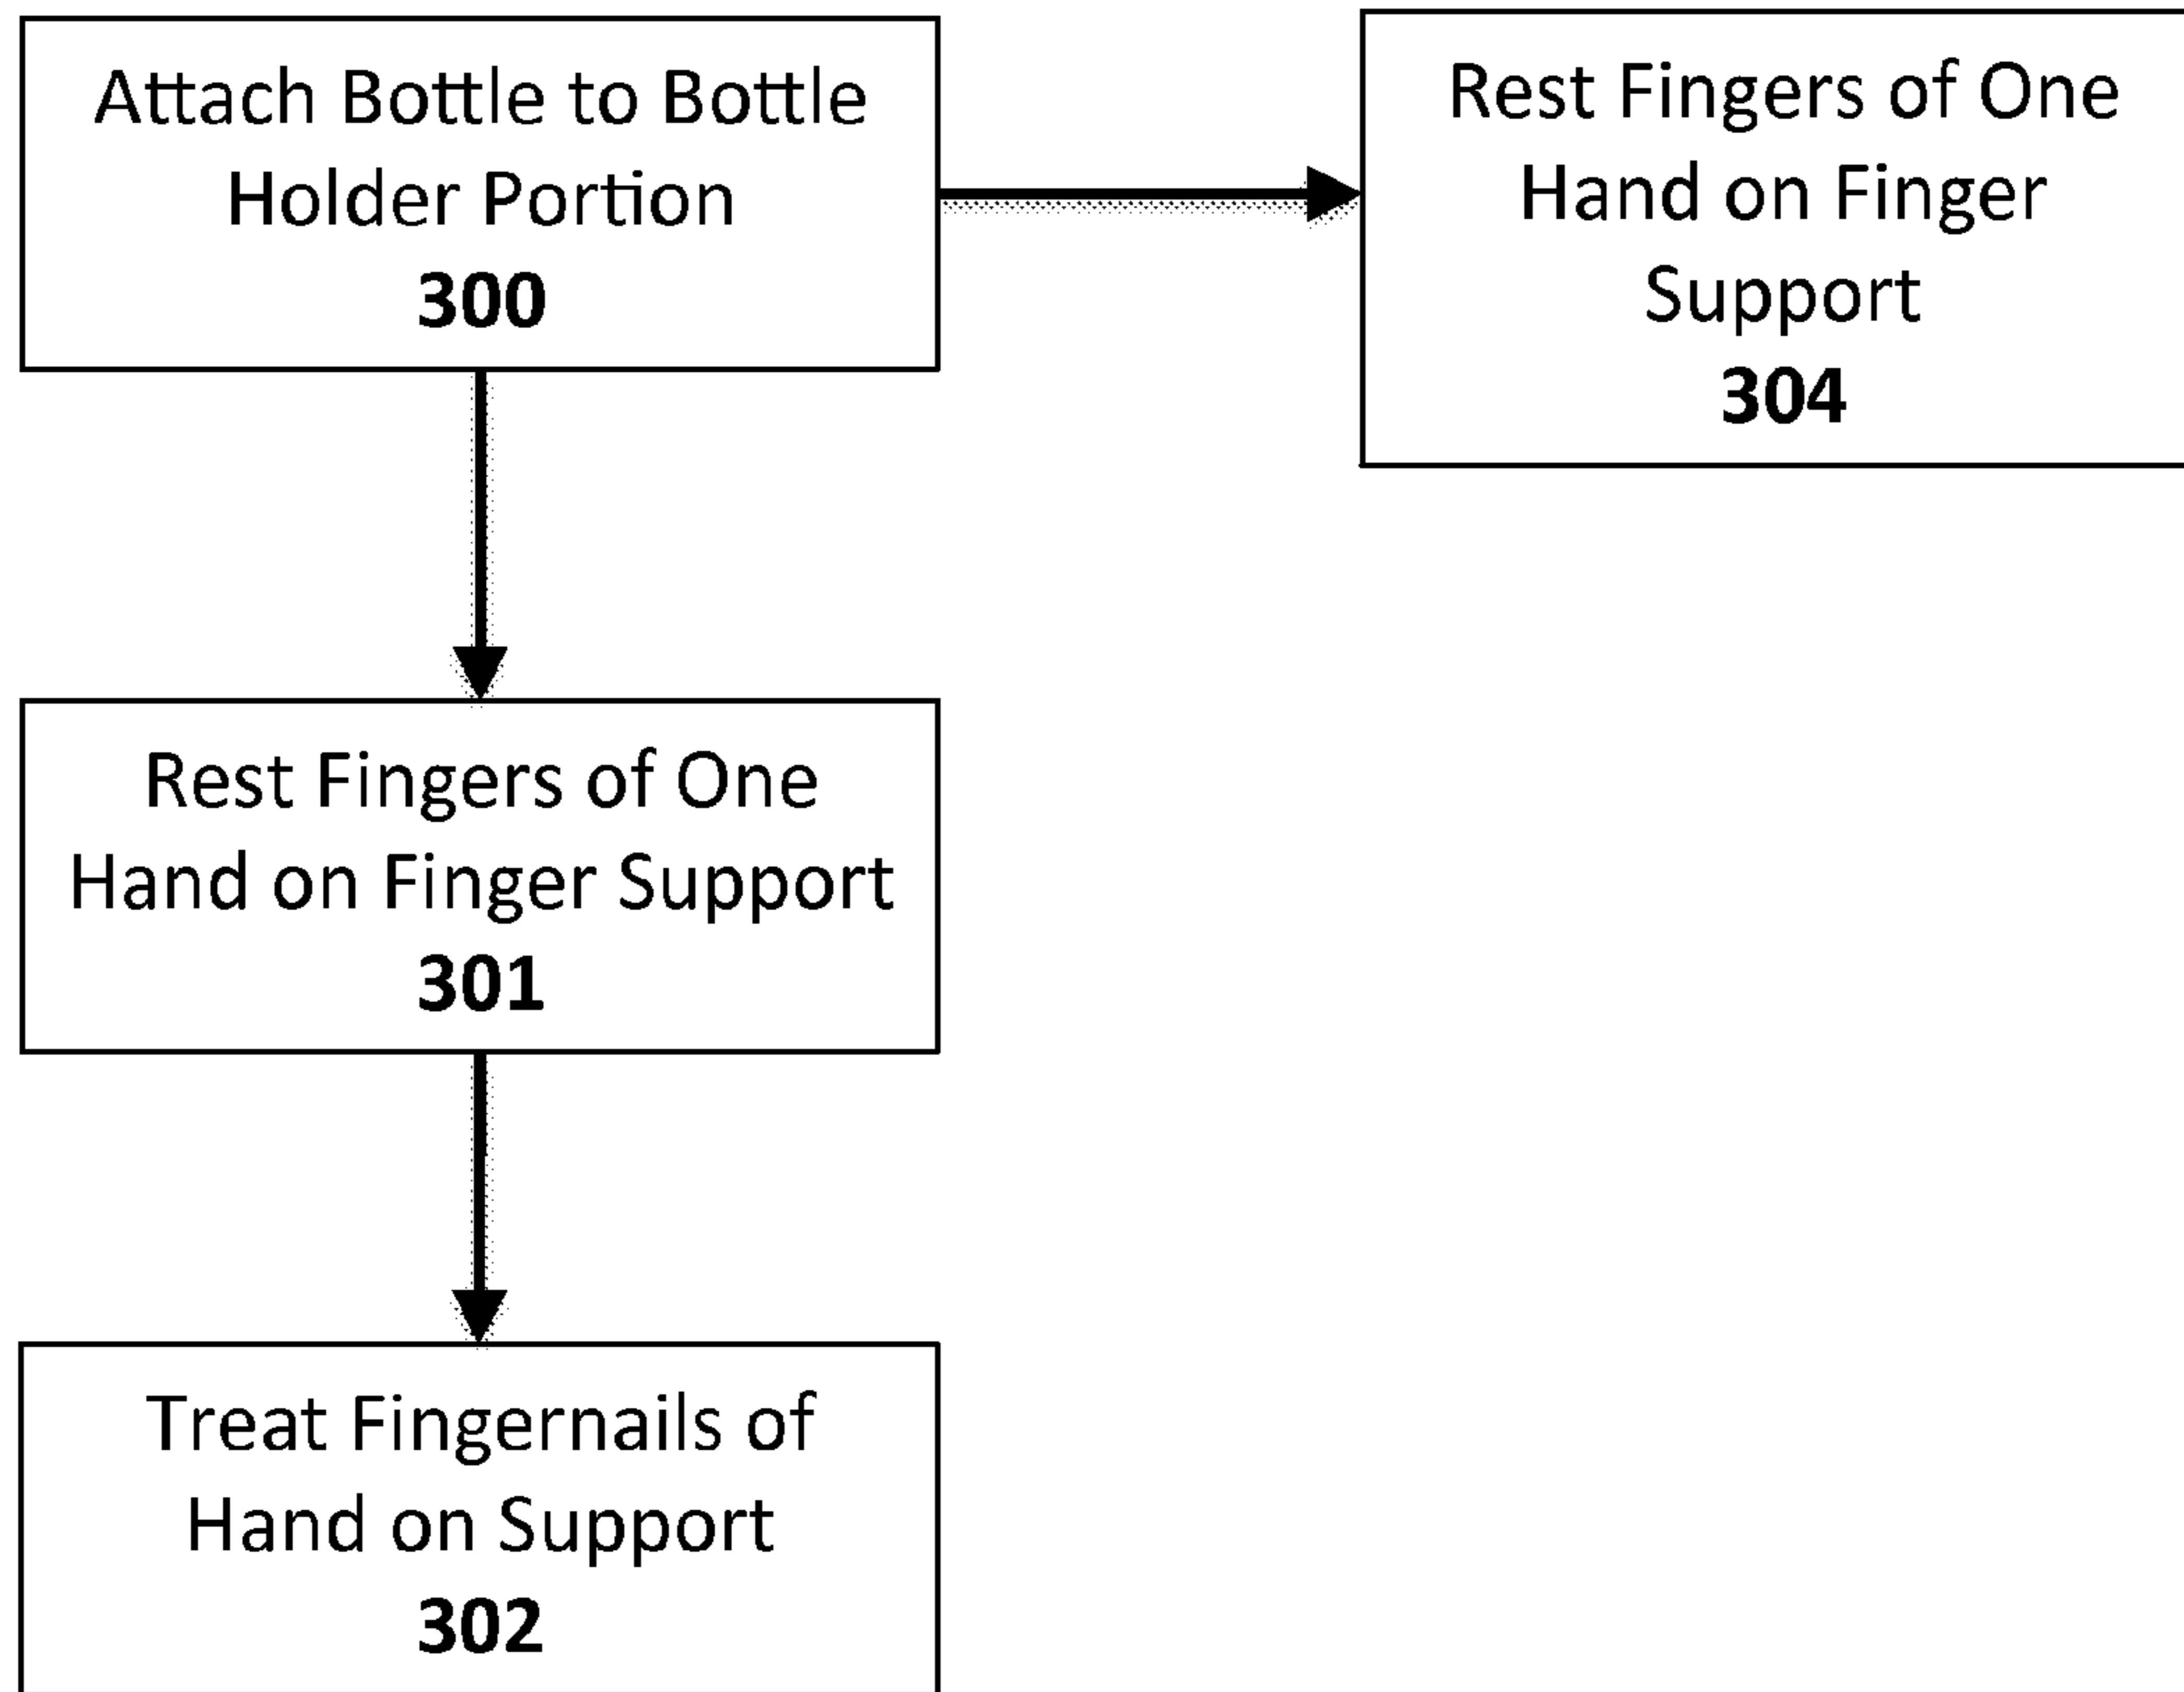 Attach Bottle to Bottle
Holder Portion
300
Rest Fingers of One
Hand on Finger
Support
304
Rest Fingers of One
Hand on Finger Support
301
Treat Fingernails of
Hand on Support
302